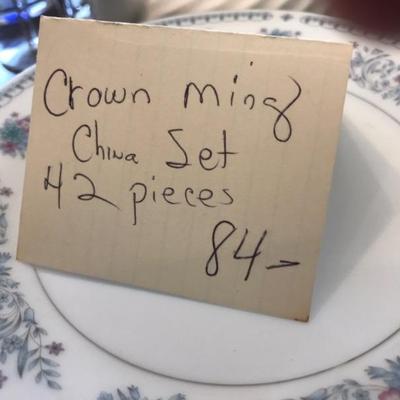 Crown Ming
China Set
42 pieces
84-